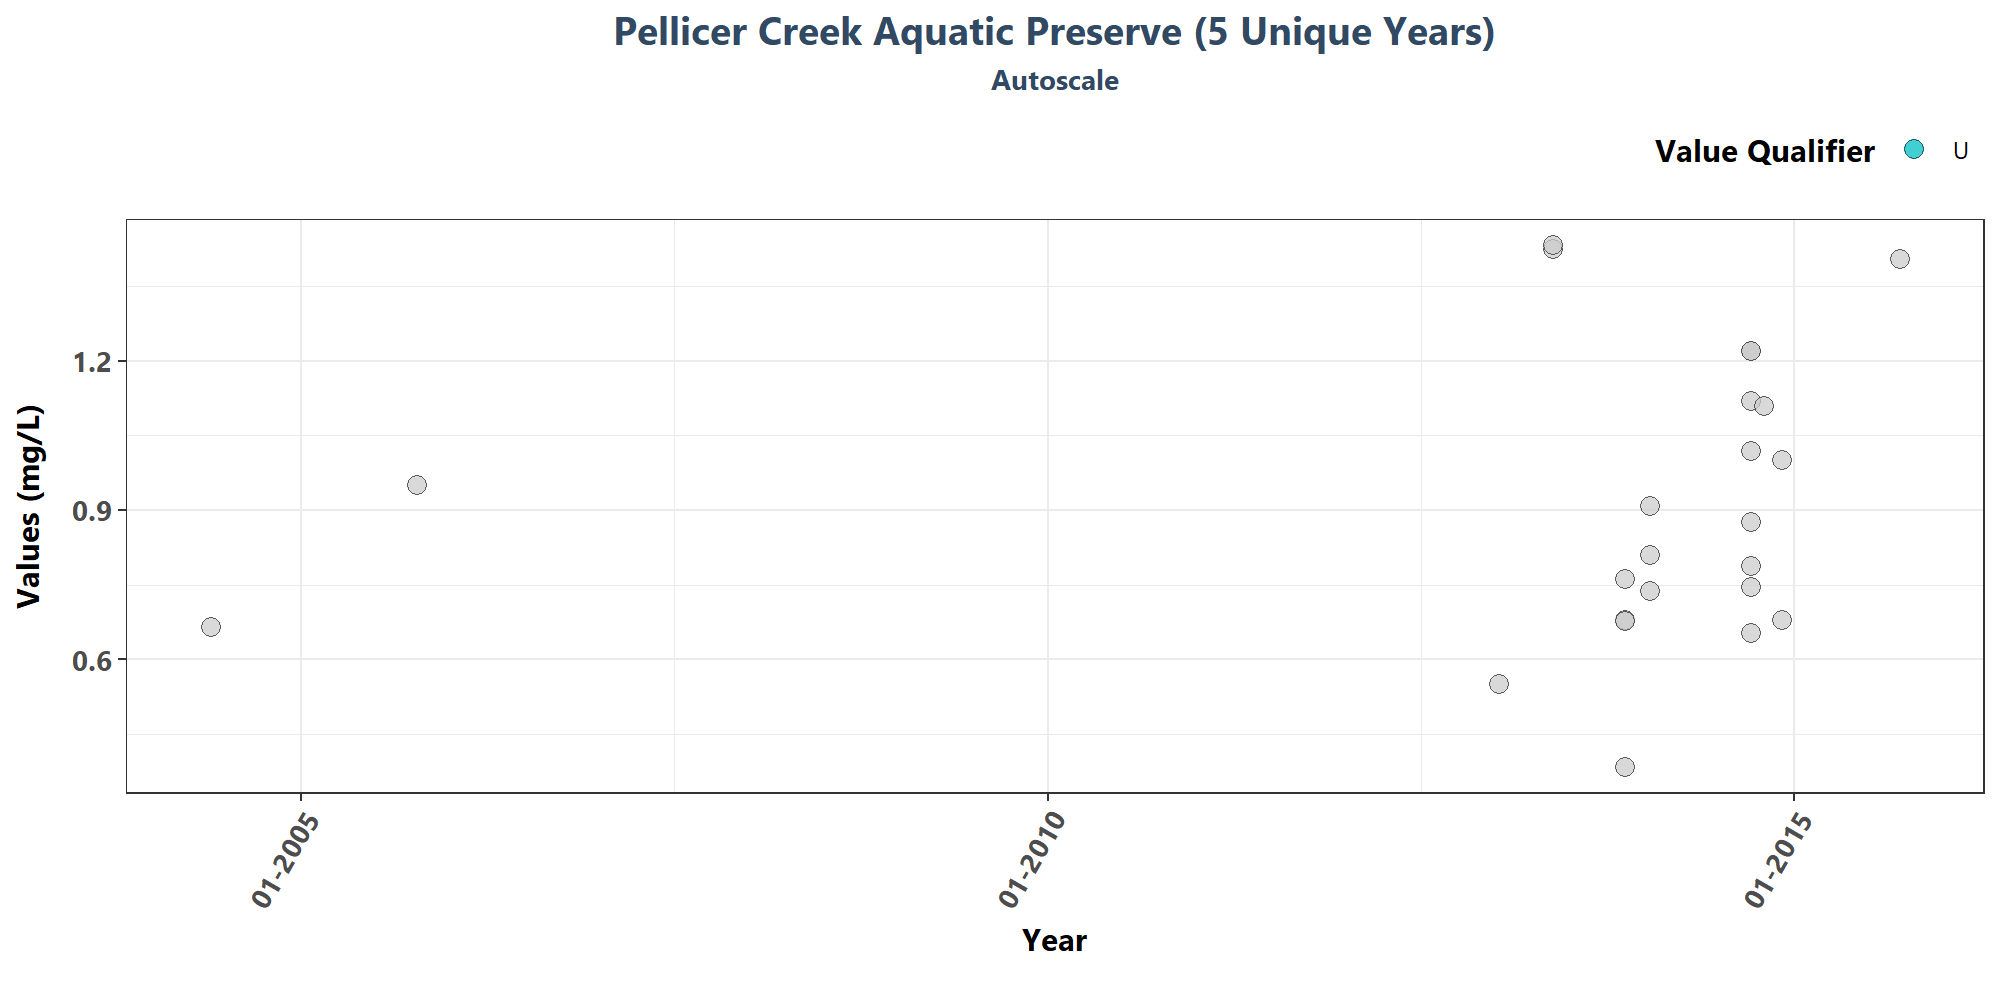 Pellicer Creek Aquatic Preserve (5 Unique Years)
Autoscale
Value Qualifier U
Values (mg/L)
1.2
0.9
0.6
01-2005
01-2010
01-2015
Year